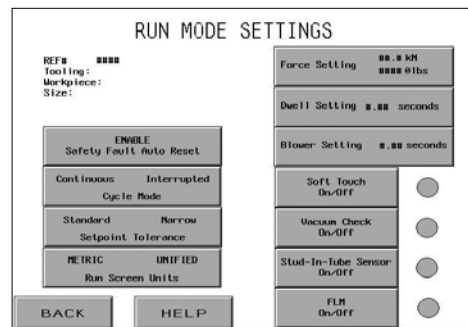 RUN MODE SETTINGS
REF# ####
Tooling:
Workpiece:
Size:
ENABLE
Safety Fault Auto Reset
Continuous Interrupted
Cycle Mode
Standard Narrow
Setpoint Tolerance
METRIC UNIFIED
Run Screen Units
BACK HELP
Force Setting ##.# kN
#### 0lbs
Dwell Setting #.## seconds
Blower Setting #.## seconds
Soft Touch
On/Off
Vacuum Check
On/Off
Stud-In-Tube Sensor
On/Off
FLM
On/Off